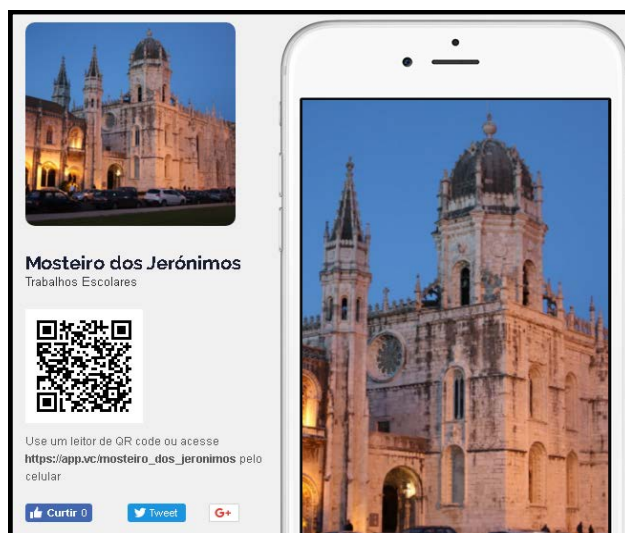 Mosteiro dos Jerónimos
Trabalhos Escolares
Use um leitor de QR code ou acesse
https://app.vc/mosteiro_dos_jeronimos pelo
celular
Curtir 0
Tweet
G+